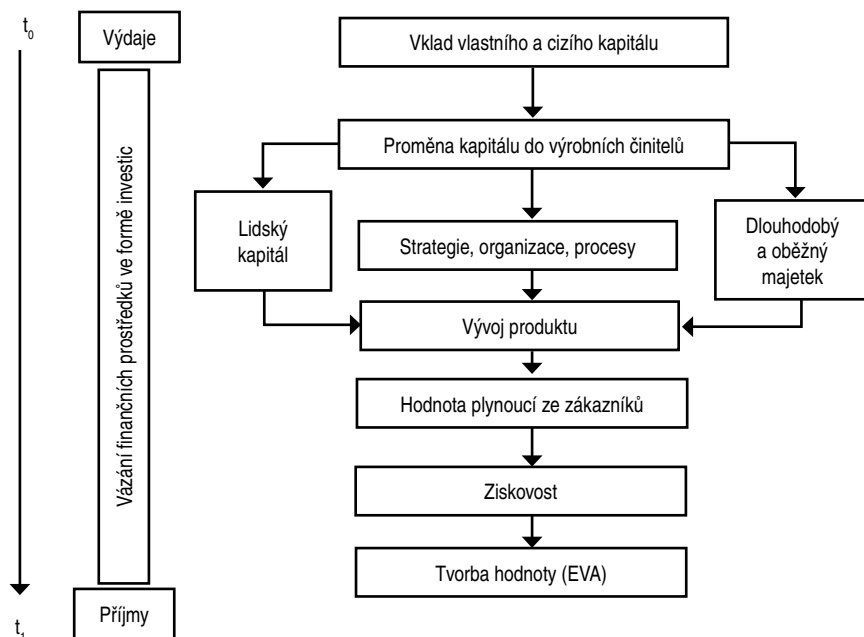 t0
Výdaje
Vázání finančních prostředků ve formě investic
Příjmy
t1
Vklad vlastního a cizího kapitálu
Proměna kapitálu do výrobních činitelů
Lidský
kapitál
Strategie, organizace, procesy
Dlouhodobý
a oběžný
majetek
Vývoj produktu
Hodnota plynoucí ze zákazníků
Ziskovost
Tvorba hodnoty (EVA)